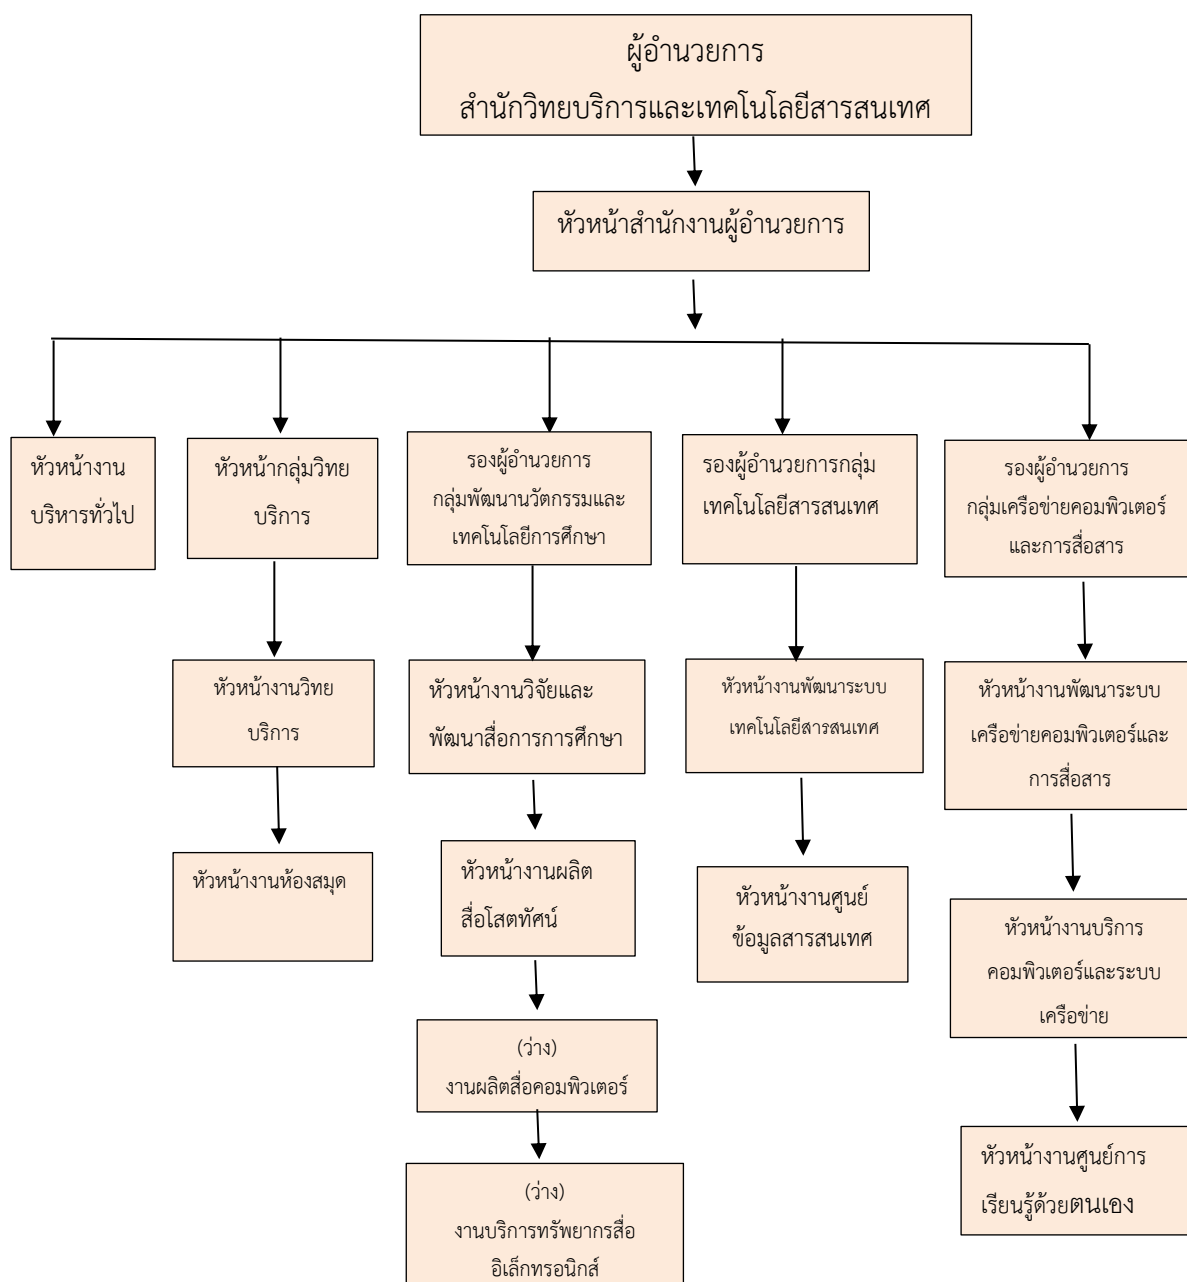 ผู้อำนวยการ
สำนักวิทยบริการและเทคโนโลยีสารสนเทศ
หัวหน้าสำนักงานผู้อำนวยการ
หัวหน้างาน
บริหารทั่วไป
หัวหน้ากลุ่มวิทย
บริการ
รองผู้อำนวยการ
กลุ่มพัฒนานวัตกรรมและ
เทคโนโลยีการศึกษา
รองผู้อำนวยการกลุ่ม
เทคโนโลยีสารสนเทศ
รองผู้อำนวยการ
กลุ่มเครือข่ายคอมพิวเตอร์
และการสื่อสาร
หัวหน้างานวิทย
บริการ
หัวหน้างานวิจัยและ
พัฒนาสื่อการการศึกษา
หัวหน้างานพัฒนาระบบ
เทคโนโลยีสารสนเทศ
หัวหน้างานพัฒนาระบบ
เครือข่ายคอมพิวเตอร์และ
การสื่อสาร
หัวหน้างานห้องสมุด
หัวหน้างานผลิต
สื่อโสตทัศน์
หัวหน้างานศูนย์
ข้อมูลสารสนเทศ
หัวหน้างานบริการ
คอมพิวเตอร์และระบบ
เครือข่าย
(ว่าง)
งานผลิตสื่อคอมพิวเตอร์
หัวหน้างานศูนย์การ
เรียนรู้ด้วยตนเอง
(ว่าง)
งานบริการทรัพยากรสื่อ
อิเล็กทรอนิกส์